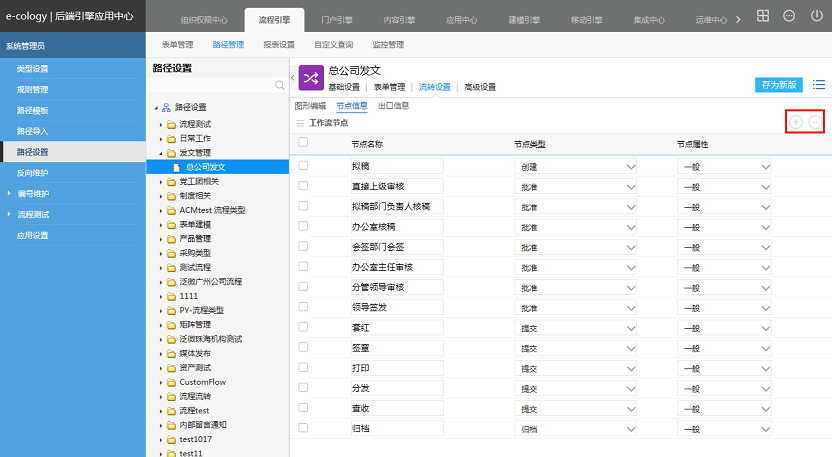 e-cology | 后端引擎应用中心
组织权限中心 流程引擎 门户引擎 内容引擎 应用中心 建模引擎 移动引擎 集成中心 运维中心
系统管理员
表单管理 路径管理 报表设置 自定义查询 监控管理
类型设置
规则管理
路径模板
路径导入
路径设置
反向维护
编号维护
流程测试
应用设置
路径设置
路径设置
流程测试
日常工作
发文管理
总公司发文
党工团相关
制度相关
ACMtest 流程类型
表单建模
产品管理
采购类型
测试流程
泛微广州公司流程
1111
PY-流程类型
矩阵管理
泛微珠海机构测试
媒体发布
资产测试
CustomFlow
流程流转
流程test
内部留言通知
test1017
test11
总公司发文
基础设置 | 表单管理 | 流转设置 | 高级设置
存为新版
图形编辑 节点信息 出口信息
工作流节点
节点名称 节点类型 节点属性
拟稿 创建 一般
直接上级审核 批准 一般
拟稿部门负责人核稿 批准 一般
办公室核稿 批准 一般
会签部门会签 批准 一般
办公室主任审核 批准 一般
分管领导审核 批准 一般
领导签发 批准 一般
套红 提交 一般
签章 提交 一般
打印 提交 一般
分发 提交 一般
查收 提交 一般
归档 归档 一般